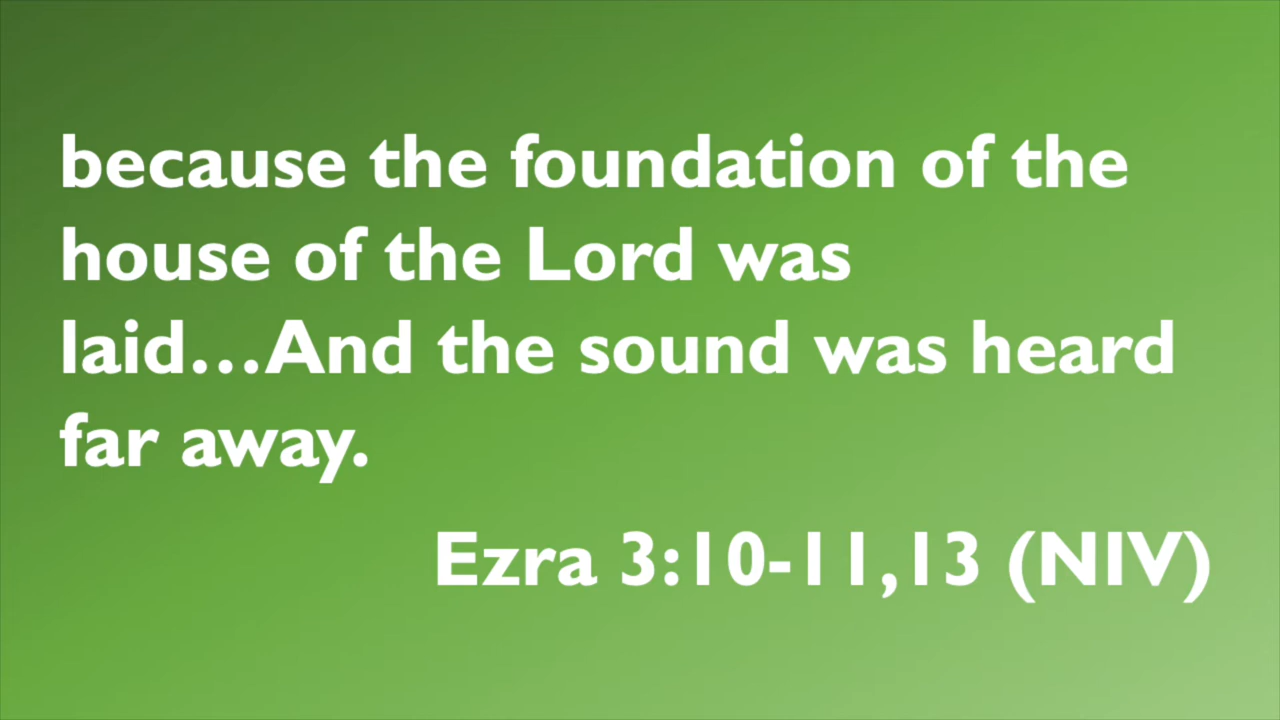 because the foundation of the
house of the Lord was
laid…And the sound was heard
far away.
Ezra 3:10-11,13 (NIV)